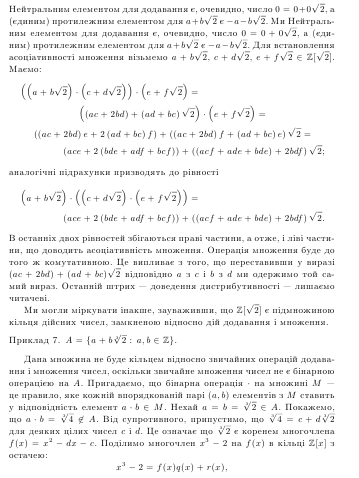 Нейтральним елементом для додавання є, очевидно, число 0 = 0+0√2, а
(єдиним) протилежним елементом для a+b√2 є −a−b√2. Ми Нейтраль-
ним елементом для додавання, очевидно, число 0 = 0 + 0√2, а (єди-
ним) протилежним елементом для a+b√2 є −a−b√2. Для встановлення
асоціативності множення візьмемо a + b√2, c + d√2, e + f√2 ∈ ℤ[√2].
Маємо:
((a + b√2) · (c + d√2)) · (e + f√2) =
((ac + 2bd) + (ad + bc)√2) · (e + f√2) =
((ac + 2bd) e + 2 (ad + bc) f) + ((ac + 2bd) f + (ad + bc) e) √2 =
(ace + 2 (bde + adf + bcf)) + ((acf + ade + bde) + 2bdf) √2;
аналогічні підрахунки призводять до рівності
(a + b√2) · ((c + d√2) · (e + f√2)) =
(ace + 2 (bde + adf + bcf)) + ((acf + ade + bde) + 2bdf) √2.
В останніх двох рівностей збігаються праві частини, а отже, і ліві части-
ни, що доводить асоціативність множення. Операція множення буде до
того ж комутативною. Це випливає з того, що переставивши у виразі
(ac + 2bd) + (ad + bc)√2 відповідно a з c і b з d ми одержимо той са-
мий вираз. Останній штрих — доведення дистрибутивності — лишаємо
читачеві.
Ми могли міркувати інакше, зауваживши, що ℤ[√2] є підмножиною
кільця дійсних чисел, замкненою відносно дій додавання і множення.
Приклад 7. A = {a + b∛2 : a, b ∈ ℤ}.
Дана множина не буде кільцем відносно звичайних операцій додава-
ння і множення, оскільки звичайне множення чисел не є бінарною
операцією на A. Пригадаємо, що бінарна операція · на множині M —
це правило, яке кожній впорядкованій парі (a, b) елементів з M ставить
у відповідність елемент a · b ∈ M. Нехай a = b = ∛2 ∈ A. Покажемо,
що a · b = ∛4 ∉ A. Від супротивного, припустимо, що ∛4 = c + d∛2
для деяких цілих чисел c і d. Це означає що ∛2 є коренем многочлена
f(x) = x² − dx − c. Поділимо многочлен x³ − 2 на f(x) в кільці ℤ[x] з
остачею:
x³ − 2 = f(x)q(x) + r(x),